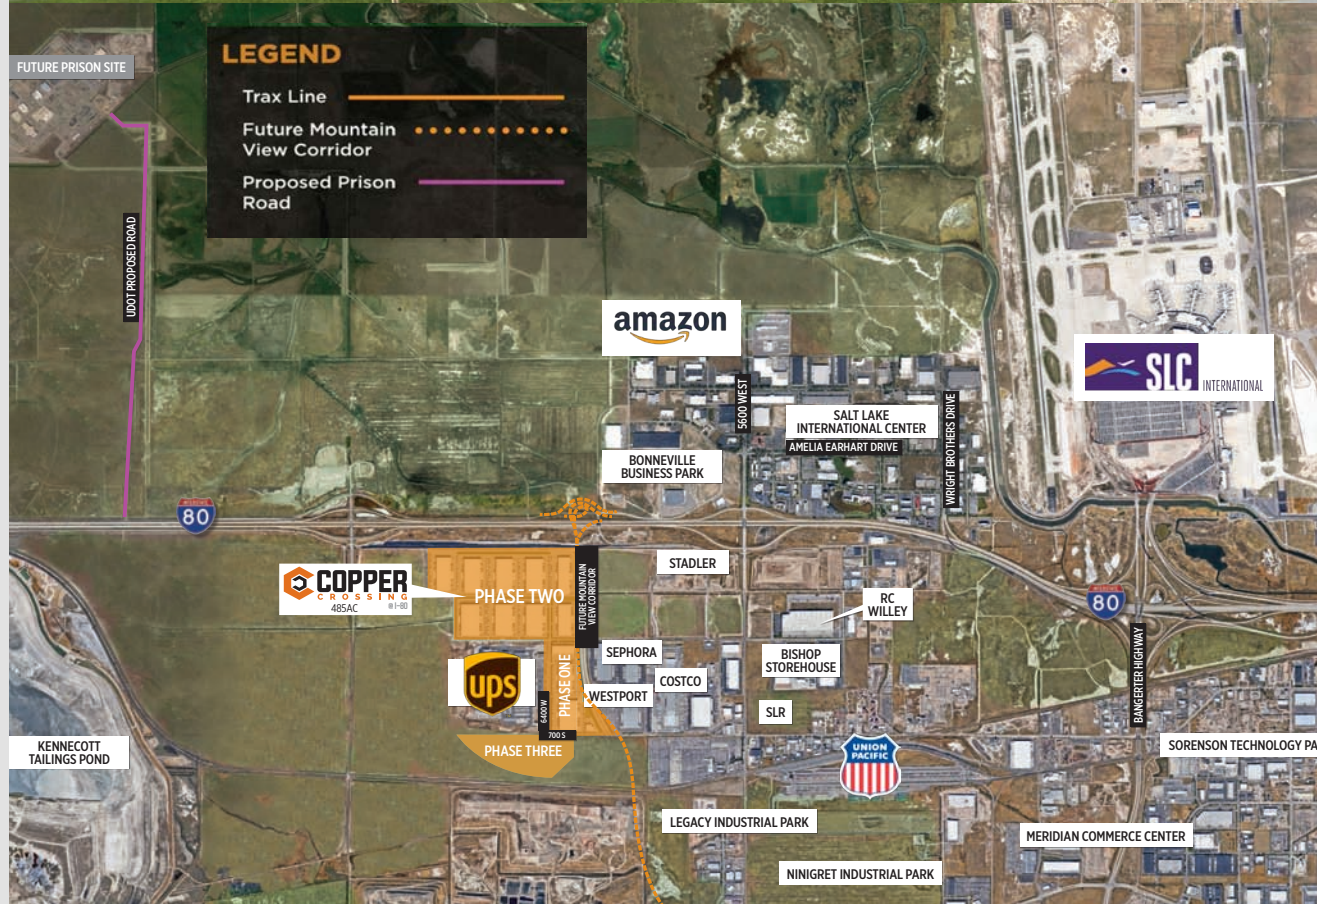 FUTURE PRISON SITE
LEGEND
Trax Line
Future Mountain
View Corridor
Proposed Prison
Road
UDOT PROPOSED ROAD
amazon
SLC INTERNATIONAL
5600 WEST
SALT LAKE
INTERNATIONAL CENTER
AMELIA EARHART DRIVE
WRIGHT BROTHERS DRIVE
BONNEVILLE
BUSINESS PARK
80
COPPER
CROSSING
485AC
@ I-80
PHASE TWO
FUTURE MOUNTAIN
VIEW CORRIDOR
STADLER
RC
WILLEY
80
SEPHORA
BISHOP
STOREHOUSE
ups
PHASE ONE
COSTCO
WESTPORT
6400 W
SLR
BANGERTER HIGHWAY
700 S
PHASE THREE
KENNECOTT
TAILINGS POND
UNION
PACIFIC
SORENSON TECHNOLOGY PA
LEGACY INDUSTRIAL PARK
MERIDIAN COMMERCE CENTER
NINIGRET INDUSTRIAL PARK